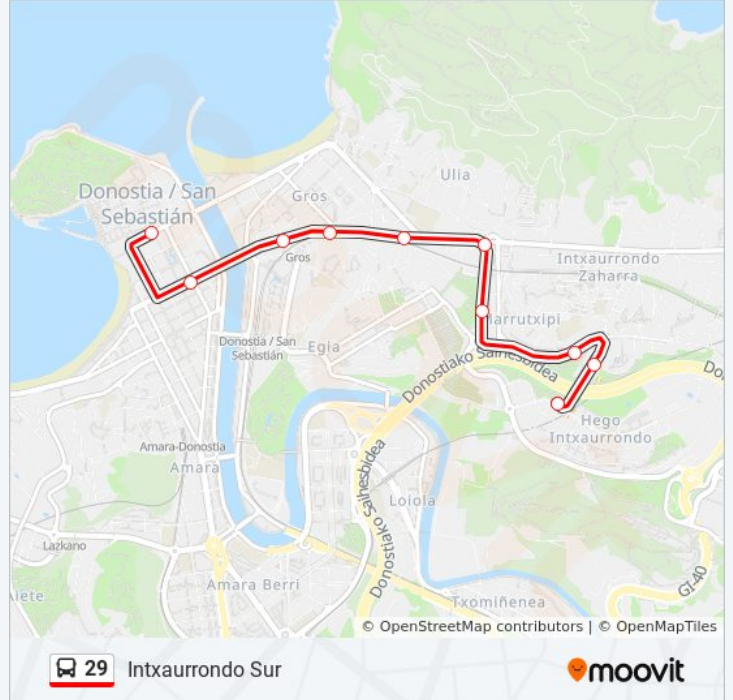 Donostia / San
Sebastián
Gros
Ulia
Gros
Intxaurrondo
Zaharra
Marrutxipi
Donostia / San
Sebastián
Egia
Donostiako Saihesbidea
Hego
Intxaurrondo
Amara-Donostia
Amara
Donostiako Saihesbidea
Loiola
Lazkano
Amara Berri
GI-40
Txomiñenea
© OpenStreetMap contributors | © OpenMapTiles
29 Intxaurrondo Sur
moovit